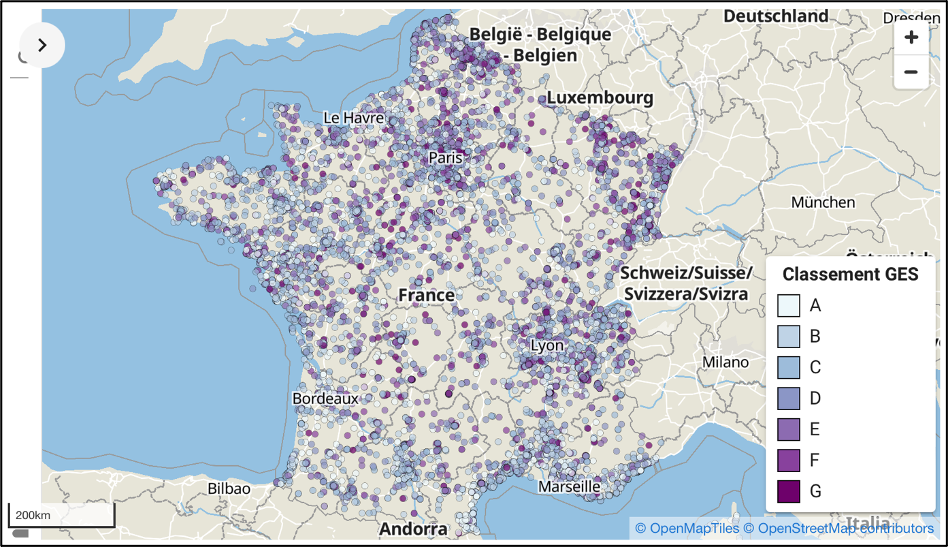 Deutschland
Dresden
België - Belgique
- Belgien
+
−
Luxembourg
Le Havre
Paris
München
Schweiz/Suisse/
Svizzera/Svizra
France
Classement GES
A
B
C
D
E
F
G
Lyon
Milano
Bordeaux
Bilbao
Marseille
200km
Andorra
Italia
© OpenMapTiles © OpenStreetMap contributors